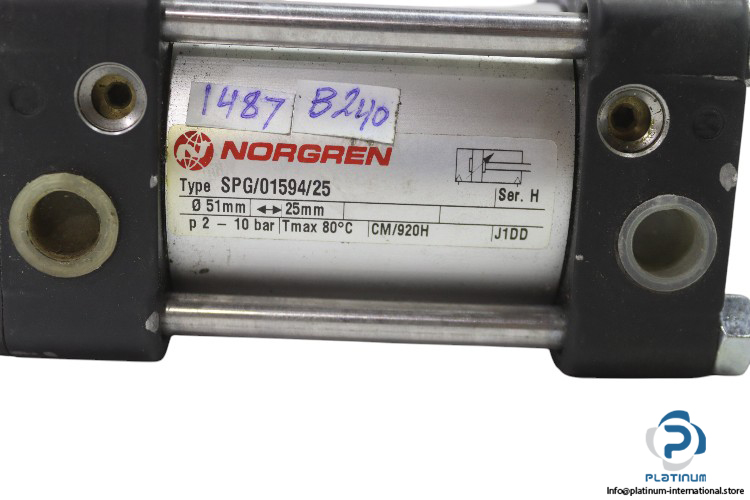 1487 B240
NORGREN
Type SPG/01594/25
Ser. H
Ø 51mm ◄-► 25mm
p 2 – 10 bar Tmax 80°C CM/920H J1DD
PLATINUM
Info@platinum-international.store